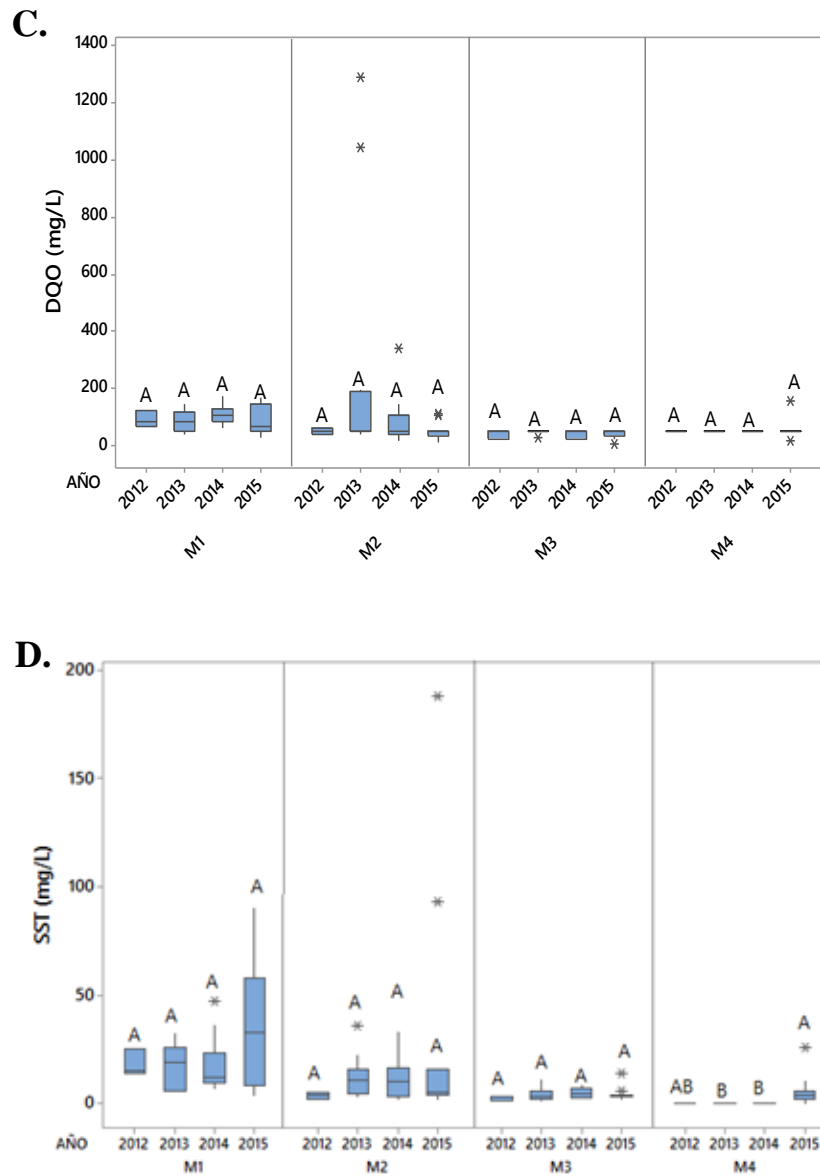 C.
1400
1200
1000
800
600
400
200
0
DQO (mg/L)
A A A A A A A A A A A A A A A A
AÑO 2012 2013 2014 2015 2012 2013 2014 2015 2012 2013 2014 2015 2012 2013 2014 2015
M1 M2 M3 M4
D.
200
150
100
50
0
SST (mg/L)
A A A A A A A A A A A A AB B B A
AÑO 2012 2013 2014 2015 2012 2013 2014 2015 2012 2013 2014 2015 2012 2013 2014 2015
M1 M2 M3 M4